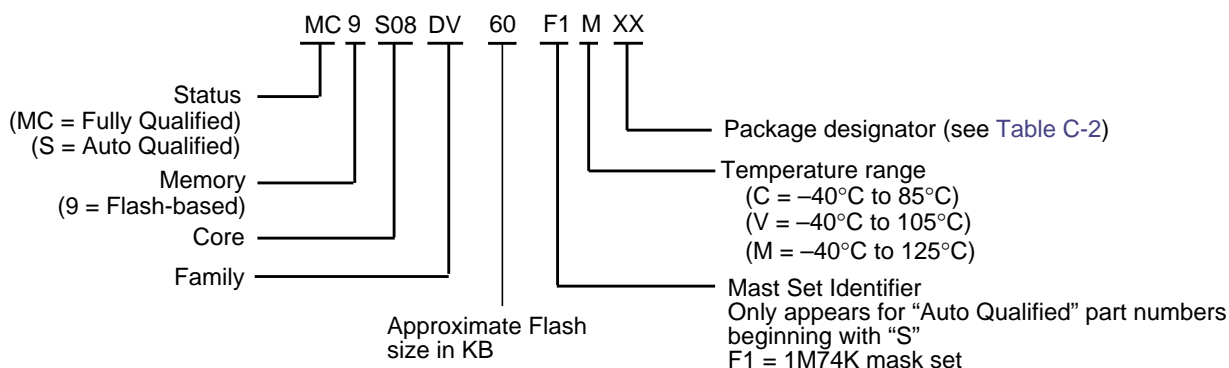 MC 9 S08 DV 60 F1 M XX
Status
(MC = Fully Qualified)
(S = Auto Qualified)
Memory
(9 = Flash-based)
Core
Family
Approximate Flash
size in KB
Package designator (see Table C-2)
Temperature range
(C = –40°C to 85°C)
(V = –40°C to 105°C)
(M = –40°C to 125°C)
Mast Set Identifier
Only appears for “Auto Qualified” part numbers
beginning with “S”
F1 = 1M74K mask set